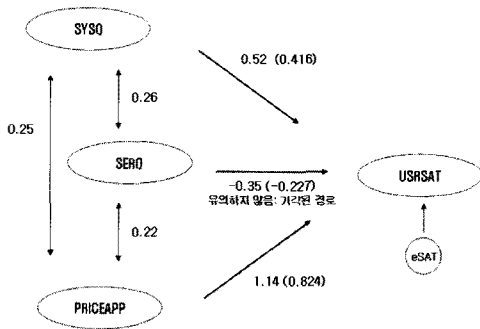 SYSQ
0.52 (0.416)
0.25
0.26
SERQ
-0.35 (-0.227)
유의하지 않음: 기각된 경로
USRSAT
0.22
eSAT
1.14 (0.824)
PRICEAPP